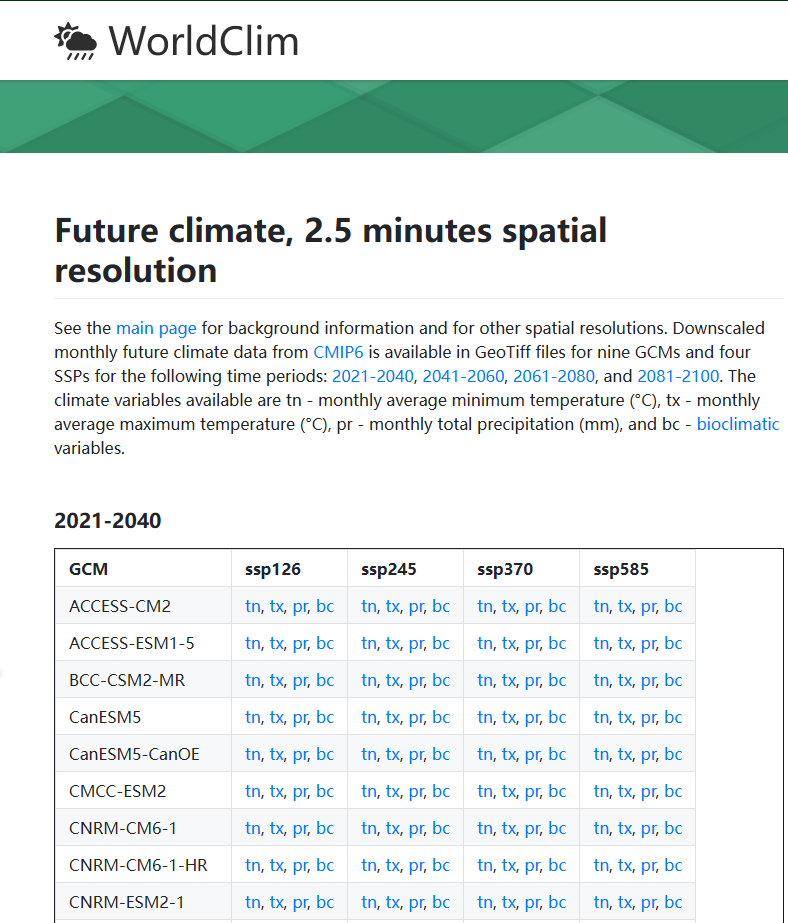 WorldClim
Future climate, 2.5 minutes spatial
resolution
See the main page for background information and for other spatial resolutions. Downscaled
monthly future climate data from CMIP6 is available in GeoTiff files for nine GCMs and four
SSPs for the following time periods: 2021-2040, 2041-2060, 2061-2080, and 2081-2100. The
climate variables available are tn - monthly average minimum temperature (°C), tx - monthly
average maximum temperature (°C), pr - monthly total precipitation (mm), and bc - bioclimatic
variables.
2021-2040
GCM ssp126 ssp245 ssp370 ssp585
ACCESS-CM2 tn, tx, pr, bc tn, tx, pr, bc tn, tx, pr, bc tn, tx, pr, bc
ACCESS-ESM1-5 tn, tx, pr, bc tn, tx, pr, bc tn, tx, pr, bc tn, tx, pr, bc
BCC-CSM2-MR tn, tx, pr, bc tn, tx, pr, bc tn, tx, pr, bc tn, tx, pr, bc
CanESM5 tn, tx, pr, bc tn, tx, pr, bc tn, tx, pr, bc tn, tx, pr, bc
CanESM5-CanOE tn, tx, pr, bc tn, tx, pr, bc tn, tx, pr, bc tn, tx, pr, bc
CMCC-ESM2 tn, tx, pr, bc tn, tx, pr, bc tn, tx, pr, bc tn, tx, pr, bc
CNRM-CM6-1 tn, tx, pr, bc tn, tx, pr, bc tn, tx, pr, bc tn, tx, pr, bc
CNRM-CM6-1-HR tn, tx, pr, bc tn, tx, pr, bc tn, tx, pr, bc tn, tx, pr, bc
CNRM-ESM2-1 tn, tx, pr, bc tn, tx, pr, bc tn, tx, pr, bc tn, tx, pr, bc